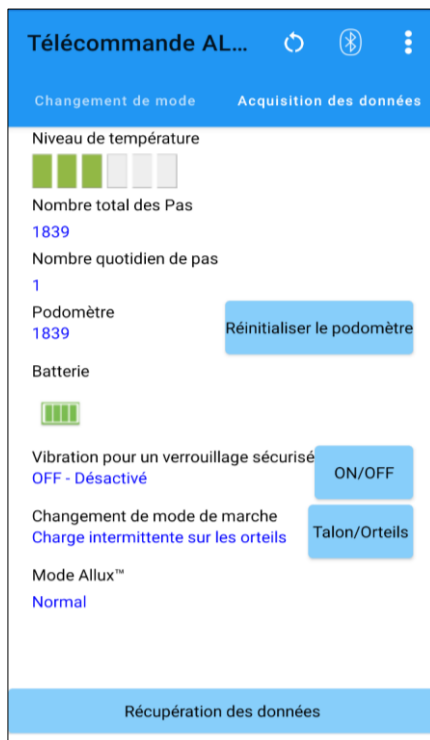 Télécommande AL...
Changement de mode Acquisition des données
Niveau de température
Nombre total des Pas
1839
Nombre quotidien de pas
1
Podomètre
1839
Réinitialiser le podomètre
Batterie
Vibration pour un verrouillage sécurisé
OFF - Désactivé
ON/OFF
Changement de mode de marche
Charge intermittente sur les orteils
Talon/Orteils
Mode Allux™
Normal
Récupération des données